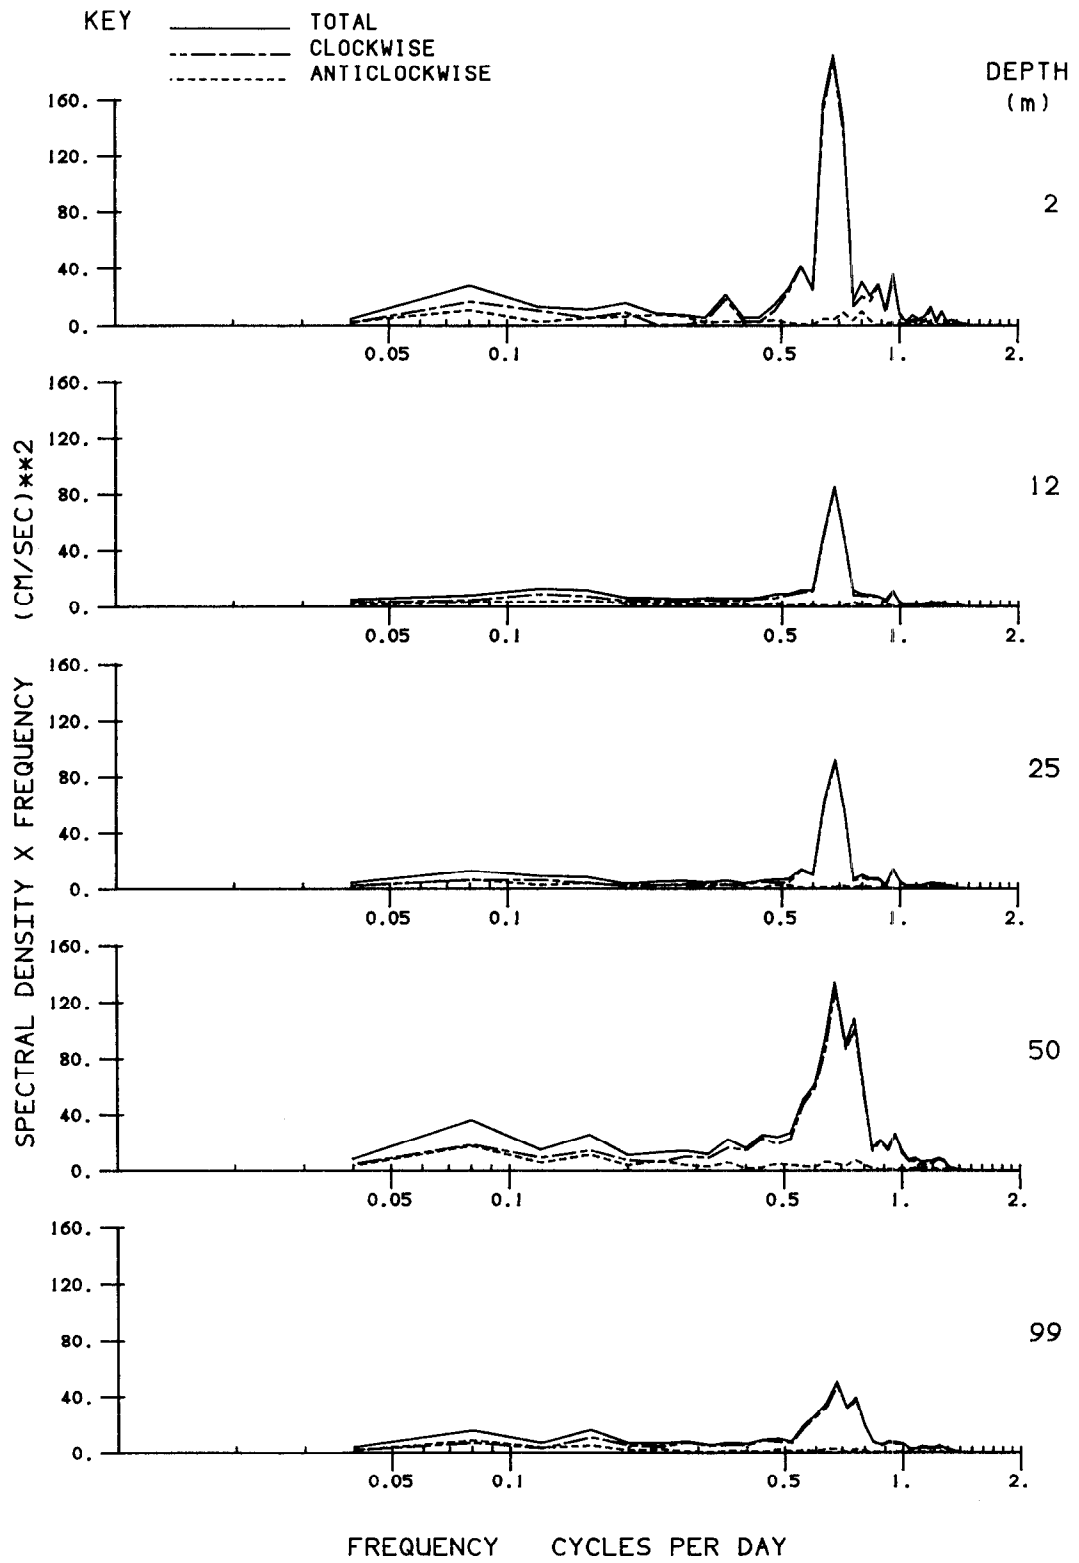 KEY
TOTAL
CLOCKWISE
ANTICLOCKWISE
DEPTH
(m)
160.
120.
80.
40.
0.
0.05 0.1 0.5 1. 2.
2
160.
120.
80.
40.
0.
0.05 0.1 0.5 1. 2.
12
160.
120.
80.
40.
0.
0.05 0.1 0.5 1. 2.
25
160.
120.
80.
40.
0.
0.05 0.1 0.5 1. 2.
50
160.
120.
80.
40.
0.
0.05 0.1 0.5 1. 2.
99
SPECTRAL DENSITY X FREQUENCY (CM/SEC)**2
FREQUENCY CYCLES PER DAY